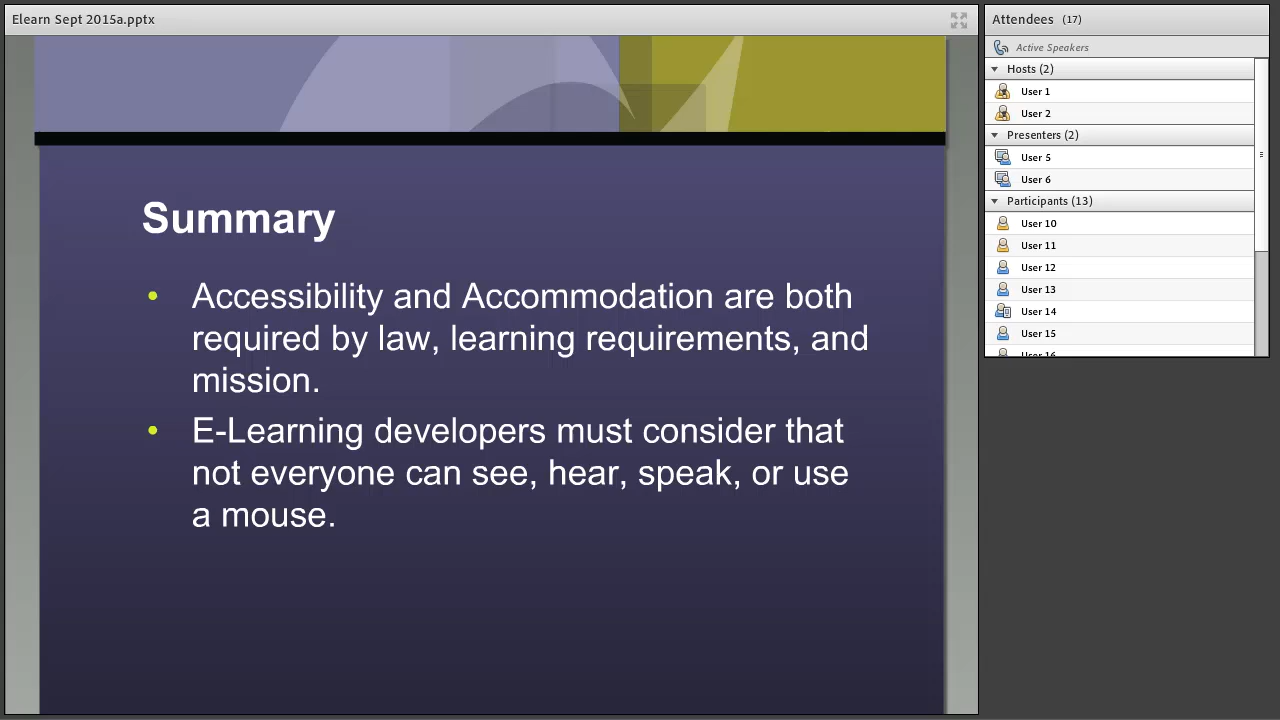 Elearn Sept 2015a.pptx
Summary
• Accessibility and Accommodation are both
required by law, learning requirements, and
mission.
• E-Learning developers must consider that
not everyone can see, hear, speak, or use
a mouse.
Attendees (17)
Active Speakers
Hosts (2)
User 1
User 2
Presenters (2)
User 5
User 6
Participants (13)
User 10
User 11
User 12
User 13
User 14
User 15
User 16